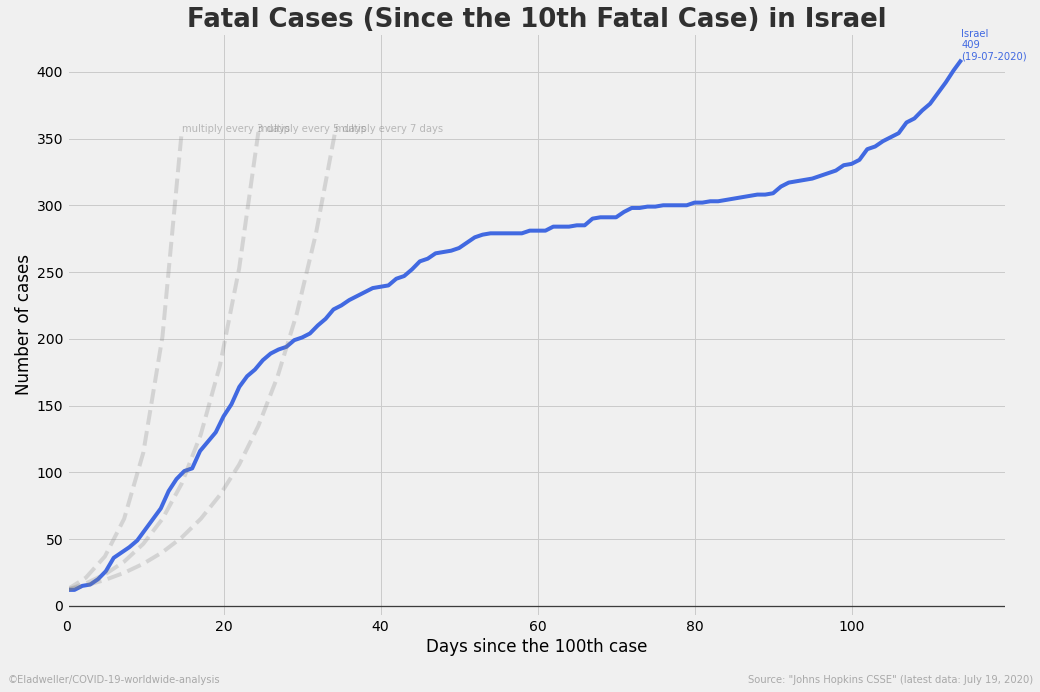 Fatal Cases (Since the 10th Fatal Case) in Israel
Israel
409
(19-07-2020)
400
multiply every 3 days
multiply every 5 days
multiply every 7 days
350
300
250
200
150
100
50
0
Number of cases
0 20 40 60 80 100
Days since the 100th case
©Eladweller/COVID-19-worldwide-analysis
Source: "Johns Hopkins CSSE" (latest data: July 19, 2020)